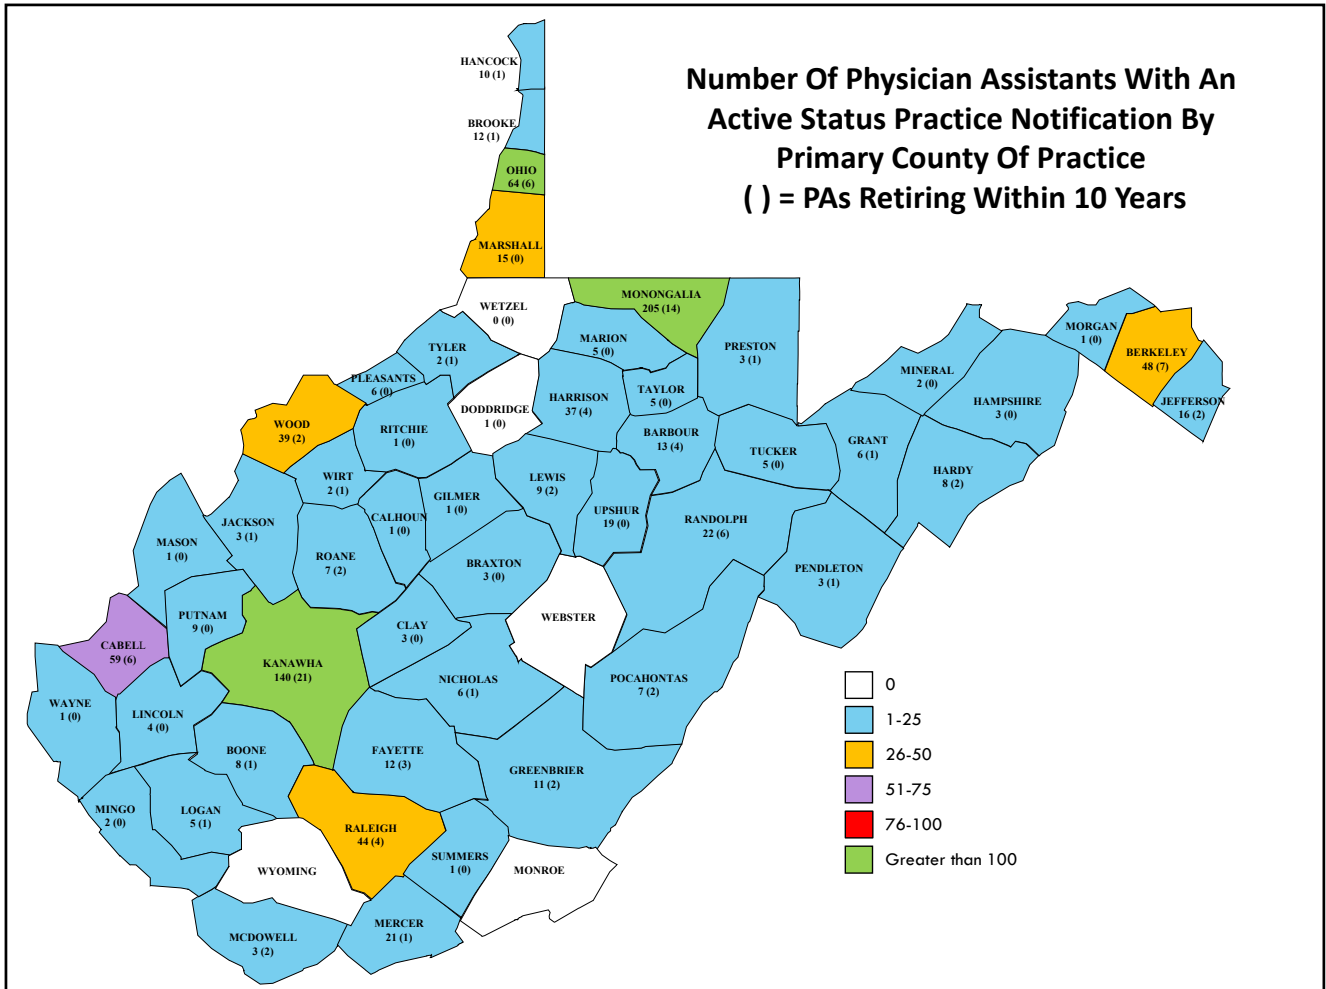 Number Of Physician Assistants With An
Active Status Practice Notification By
Primary County Of Practice
( ) = PAs Retiring Within 10 Years
HANCOCK
10 (1)
BROOKE
12 (1)
OHIO
64 (6)
MARSHALL
15 (0)
WETZEL
0 (0)
MONONGALIA
205 (14)
MARION
5 (0)
PRESTON
3 (1)
TYLER
2 (1)
PLEASANTS
6 (0)
WOOD
39 (2)
RITCHIE
1 (0)
DODDRIDGE
1 (0)
HARRISON
37 (4)
TAYLOR
5 (0)
BARBOUR
13 (4)
TUCKER
5 (0)
GRANT
6 (1)
MINERAL
2 (0)
HAMPSHIRE
3 (0)
MORGAN
1 (0)
BERKELEY
48 (7)
JEFFERSON
16 (2)
HARDY
8 (2)
WIRT
2 (1)
GILMER
1 (0)
LEWIS
9 (2)
UPSHUR
19 (0)
RANDOLPH
22 (6)
PENDLETON
3 (1)
MASON
1 (0)
JACKSON
3 (1)
ROANE
7 (2)
CALHOUN
1 (0)
BRAXTON
3 (0)
WEBSTER
CABELL
59 (6)
PUTNAM
9 (0)
KANAWHA
140 (21)
CLAY
3 (0)
NICHOLAS
6 (1)
POCAHONTAS
7 (2)
WAYNE
1 (0)
LINCOLN
4 (0)
BOONE
8 (1)
FAYETTE
12 (3)
GREENBRIER
11 (2)
MINGO
2 (0)
LOGAN
5 (1)
RALEIGH
44 (4)
SUMMERS
1 (0)
MONROE
WYOMING
MCDOWELL
3 (2)
MERCER
21 (1)
0
1-25
26-50
51-75
76-100
Greater than 100